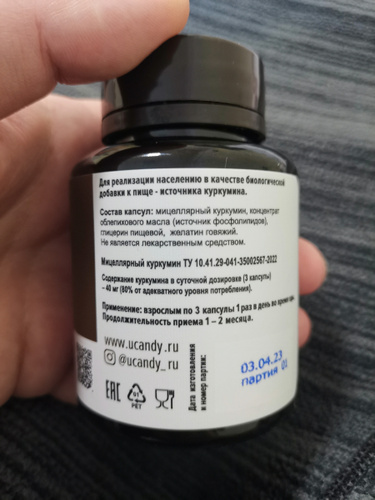 Для реализации населению в качестве биологической
добавки к пище - источника куркумина.
Состав капсул: мицеллярный куркумин, концентрат
облепихового масла (источник фосфолипидов),
глицерин пищевой, желатин говяжий.
Не является лекарственным средством.
Мицеллярный куркумин ТУ 10.41.29-041-35002567-2022
Содержание куркумина в суточной дозировке (3 капсулы)
– 40 мг (80% от адекватного уровня потребления).
Применение: взрослым по 3 капсулы 1 раз в день во время еды.
Продолжительность приема 1 – 2 месяца.
www.ucandy.ru
@ucandy_ru
EAC
01
PET
Дата изготовления
и номер партии:
03.04.23
партия 01